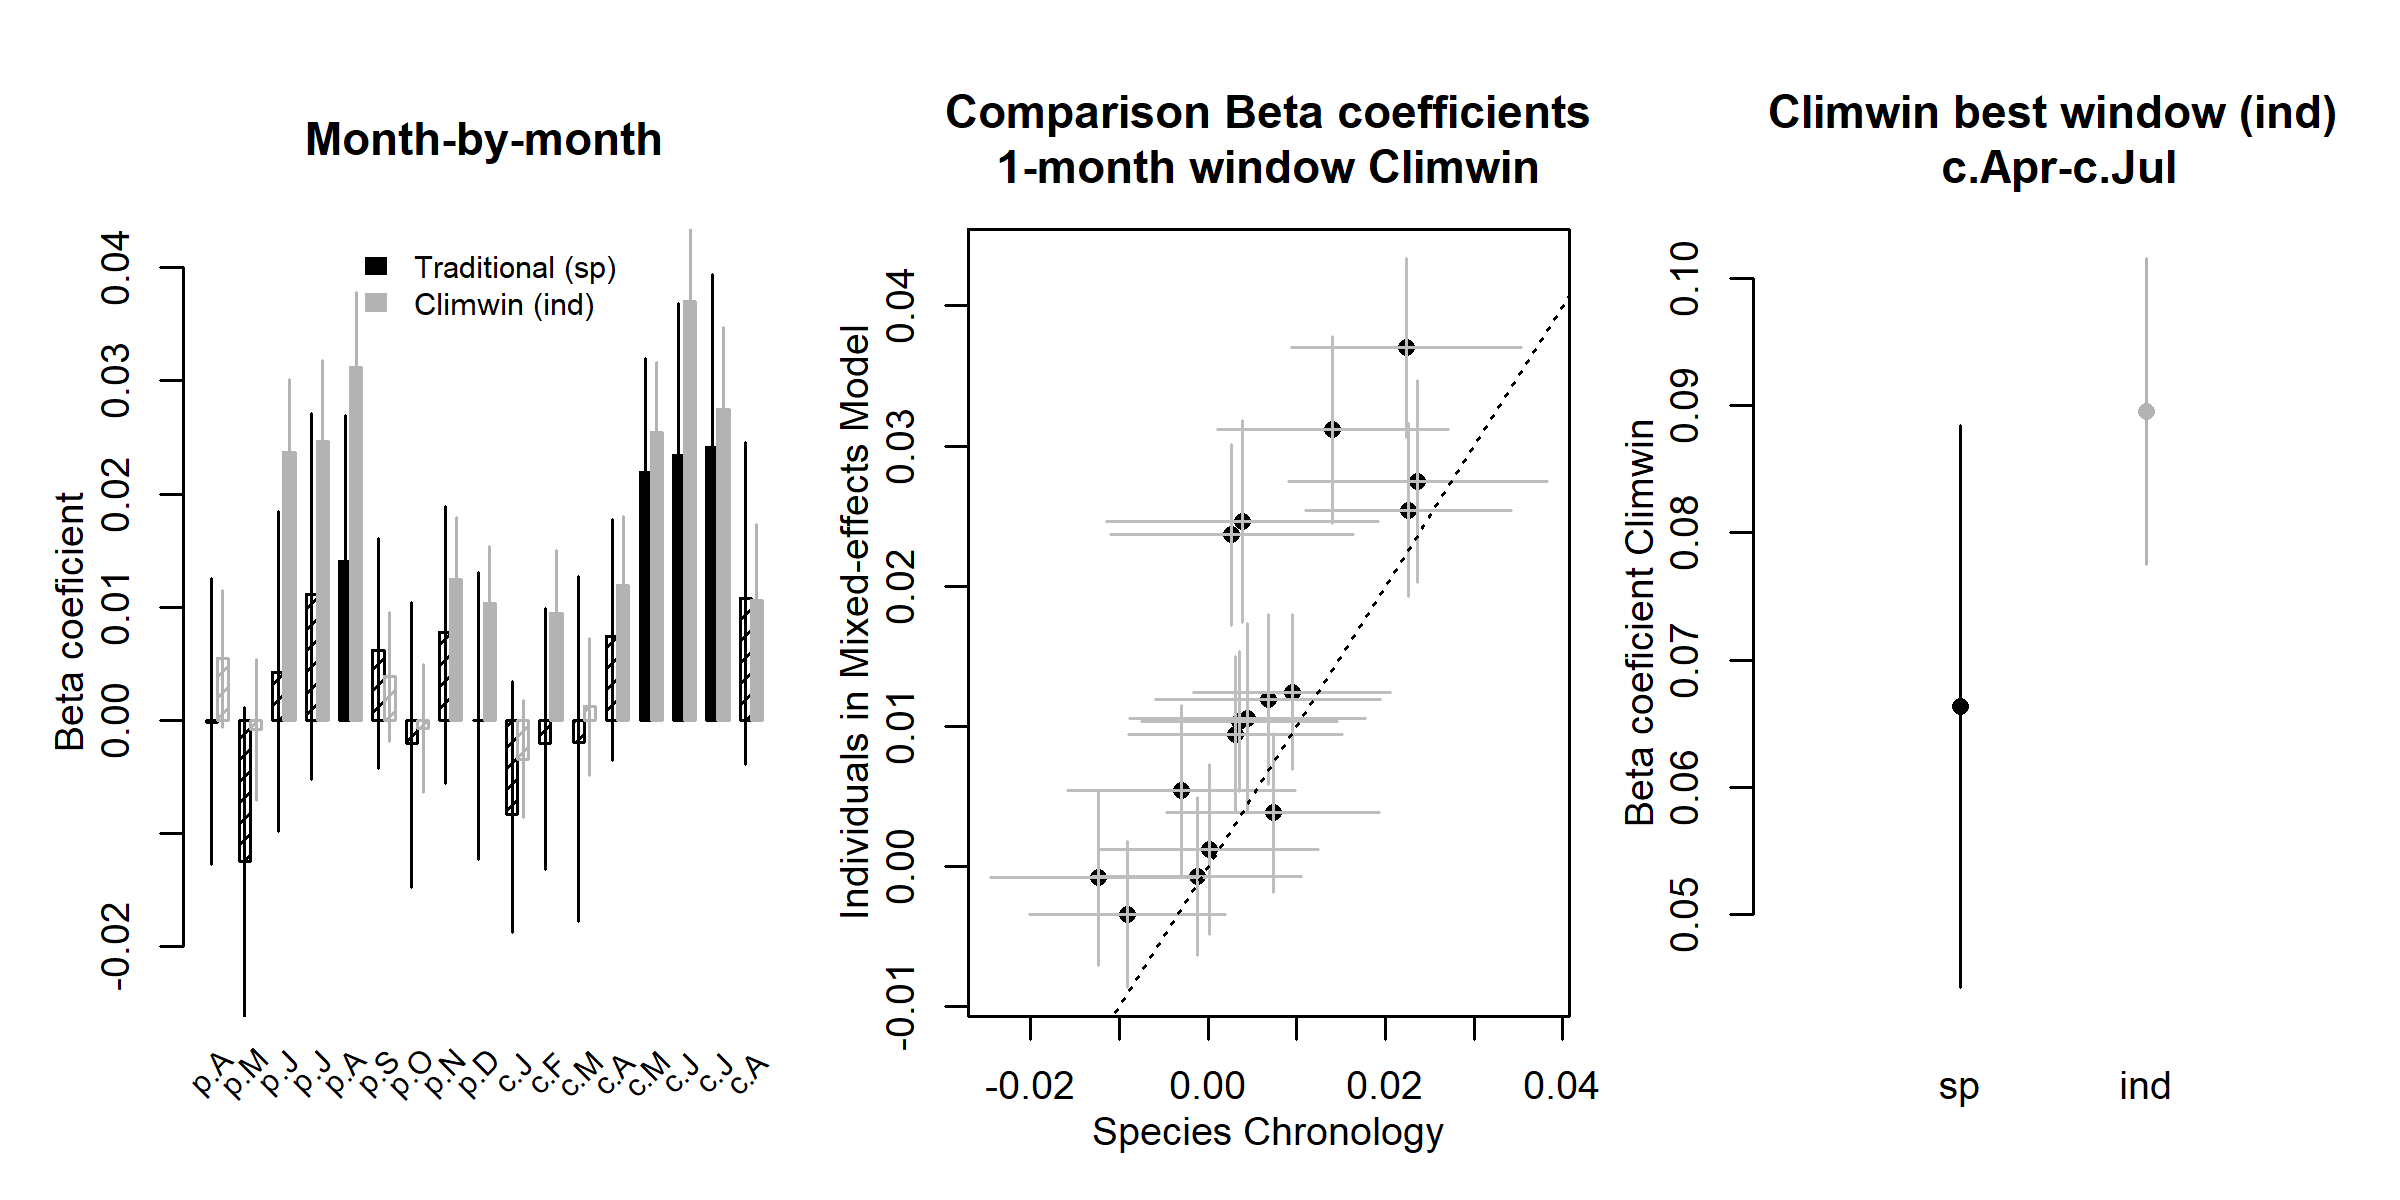 Month-by-month
Beta coeficient
0.04
0.03
0.02
0.01
0.00
-0.02
Traditional (sp)
Climwin (ind)
p.A
p.M
p.J
p.J
p.A
p.S
p.O
p.N
p.D
c.J
c.F
c.M
c.A
c.M
c.J
c.J
c.A
Comparison Beta coefficients
1-month window Climwin
Individuals in Mixed-effects Model
0.04
0.03
0.02
0.01
0.00
-0.01
-0.02
0.00
0.02
0.04
Species Chronology
Climwin best window (ind)
c.Apr-c.Jul
Beta coeficient Climwin
0.10
0.09
0.08
0.07
0.06
0.05
sp
ind